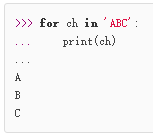 >>> for ch in 'ABC':
...     print(ch)
...
A
B
C